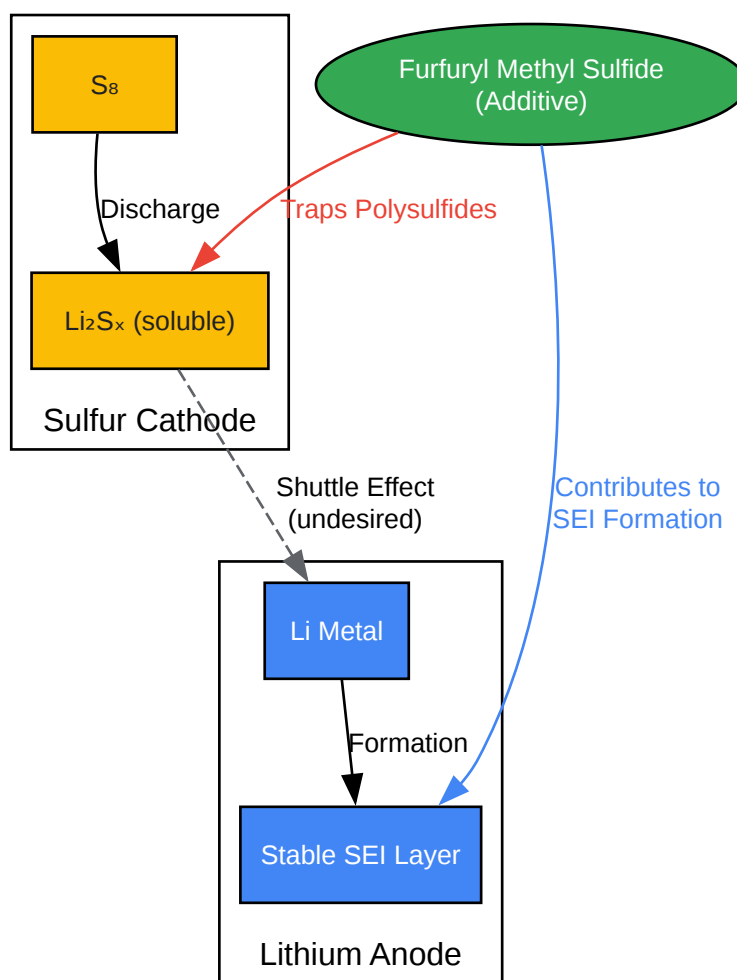 S₈
Furfuryl Methyl Sulfide
(Additive)
Discharge
Traps Polysulfides
Li₂Sₓ (soluble)
Sulfur Cathode
Shuttle Effect
(undesired)
Contributes to
SEI Formation
Li Metal
Formation
Stable SEI Layer
Lithium Anode